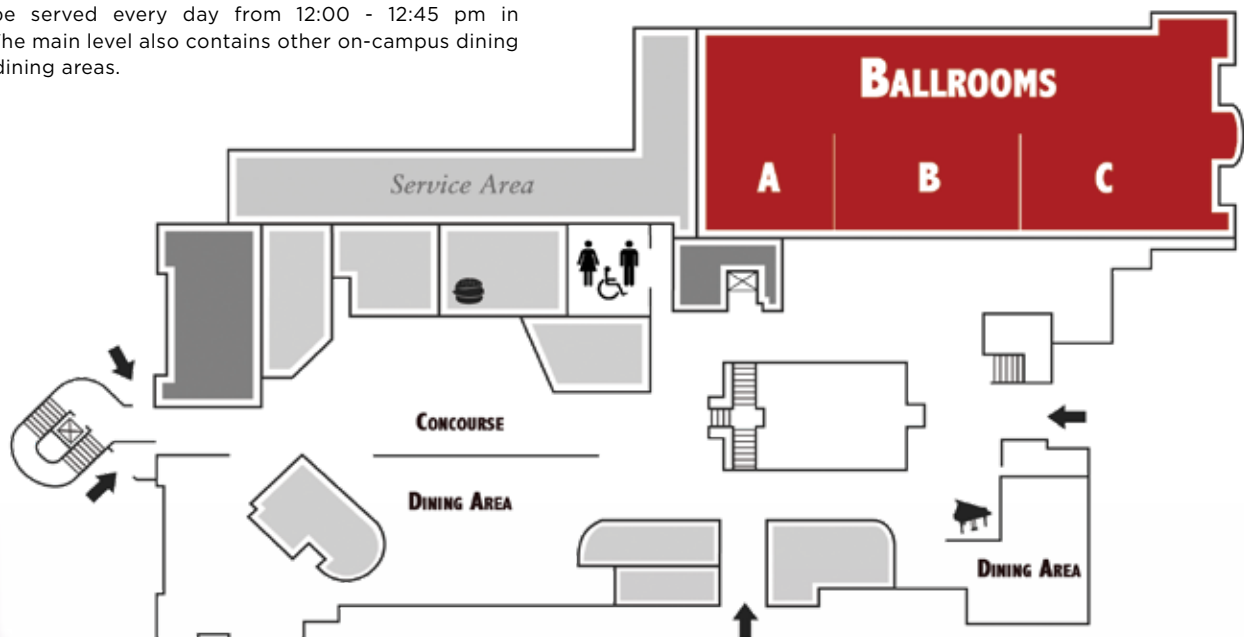 be served every day from 12:00 - 12:45 pm in
The main level also contains other on-campus dining
dining areas.
BALLROOMS
A B C
Service Area
CONCOURSE
DINING AREA
DINING AREA